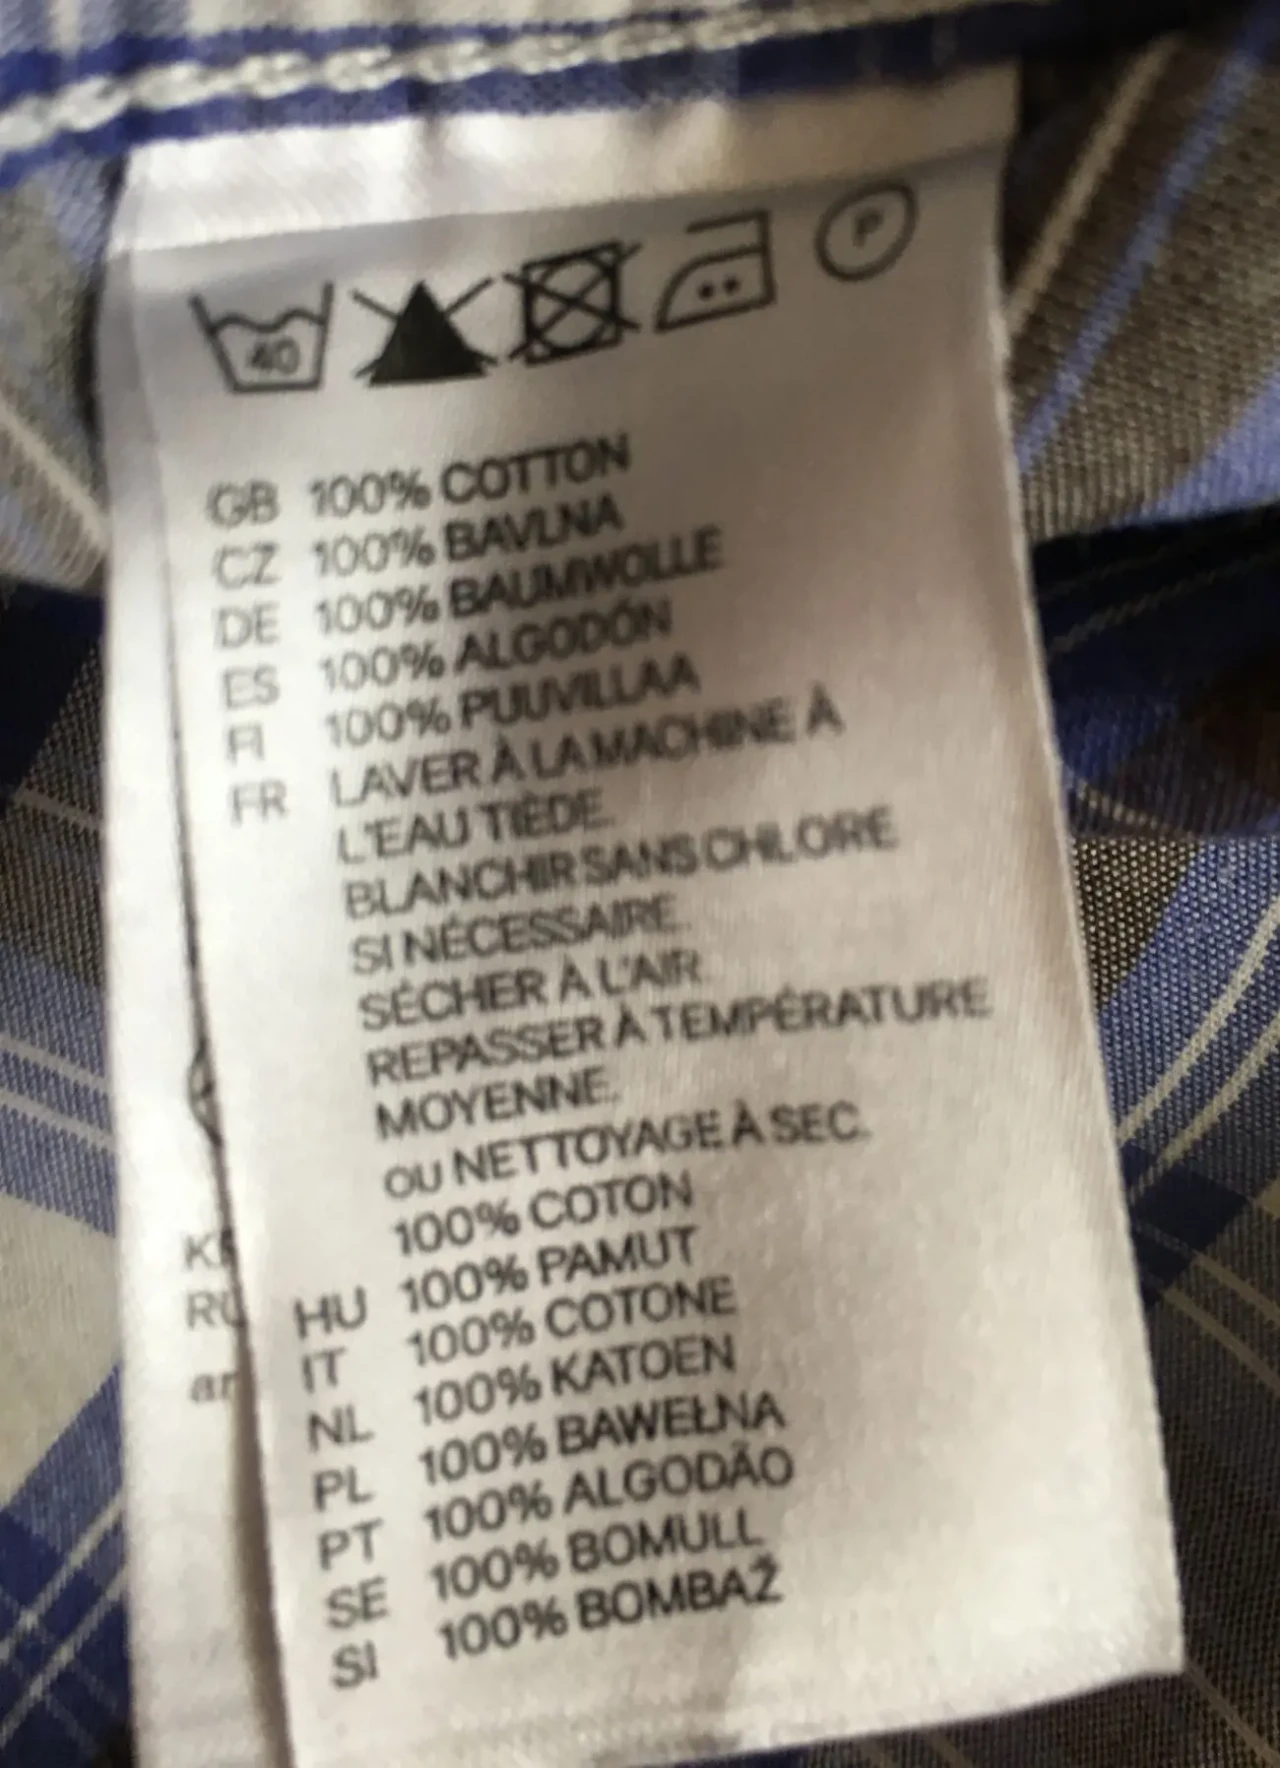 40
P
GB 100% COTTON
CZ 100% BAVLNA
DE 100% BAUMWOLLE
ES 100% ALGODÓN
FI 100% PUUVILLAA
FR LAVER À LA MACHINE À
L'EAU TIÈDE.
BLANCHIR SANS CHLORE
SI NÉCESSAIRE.
SÉCHER À L'AIR.
REPASSER À TEMPÉRATURE
MOYENNE.
OU NETTOYAGE À SEC.
100% COTON
HU 100% PAMUT
IT 100% COTONE
NL 100% KATOEN
PL 100% BAWEŁNA
PT 100% ALGODÃO
SE 100% BOMULL
SI 100% BOMBAŽ